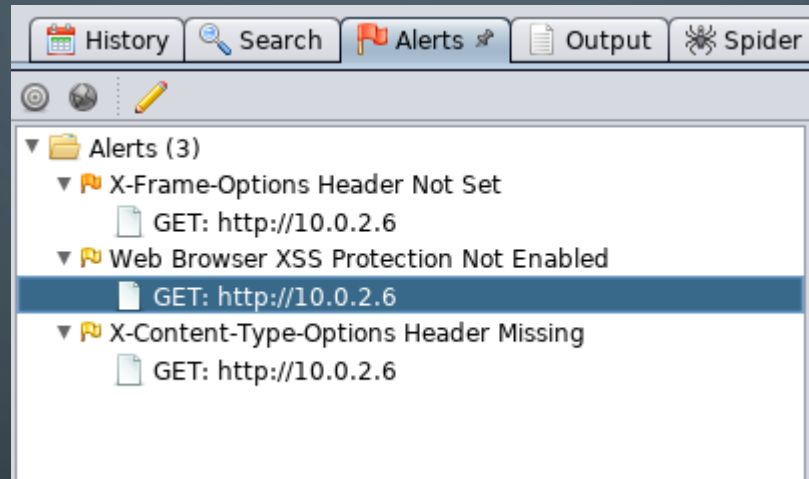 History Search Alerts Output Spider
Alerts (3)
X-Frame-Options Header Not Set
GET: http://10.0.2.6
Web Browser XSS Protection Not Enabled
GET: http://10.0.2.6
X-Content-Type-Options Header Missing
GET: http://10.0.2.6